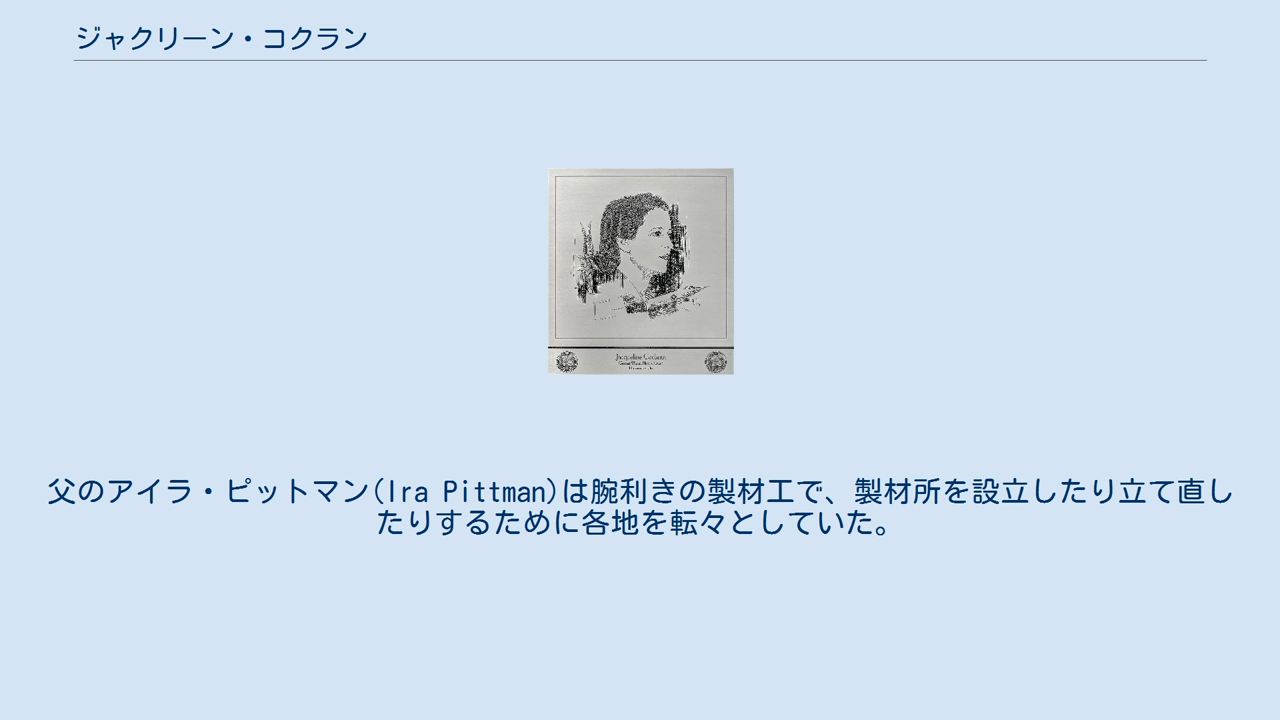 ジャクリーン・コクラン
Jacqueline Cochran
父のアイラ・ピットマン(Ira Pittman)は腕利きの製材工で、製材所を設立したり立て直し
たりするために各地を転々としていた。